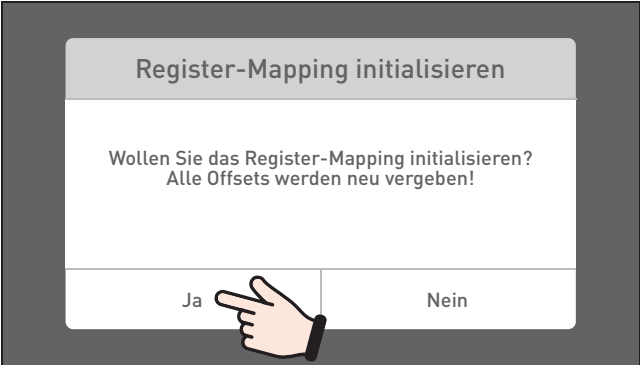 Register-Mapping initialisieren
Wollen Sie das Register-Mapping initialisieren?
Alle Offsets werden neu vergeben!
Ja
Nein